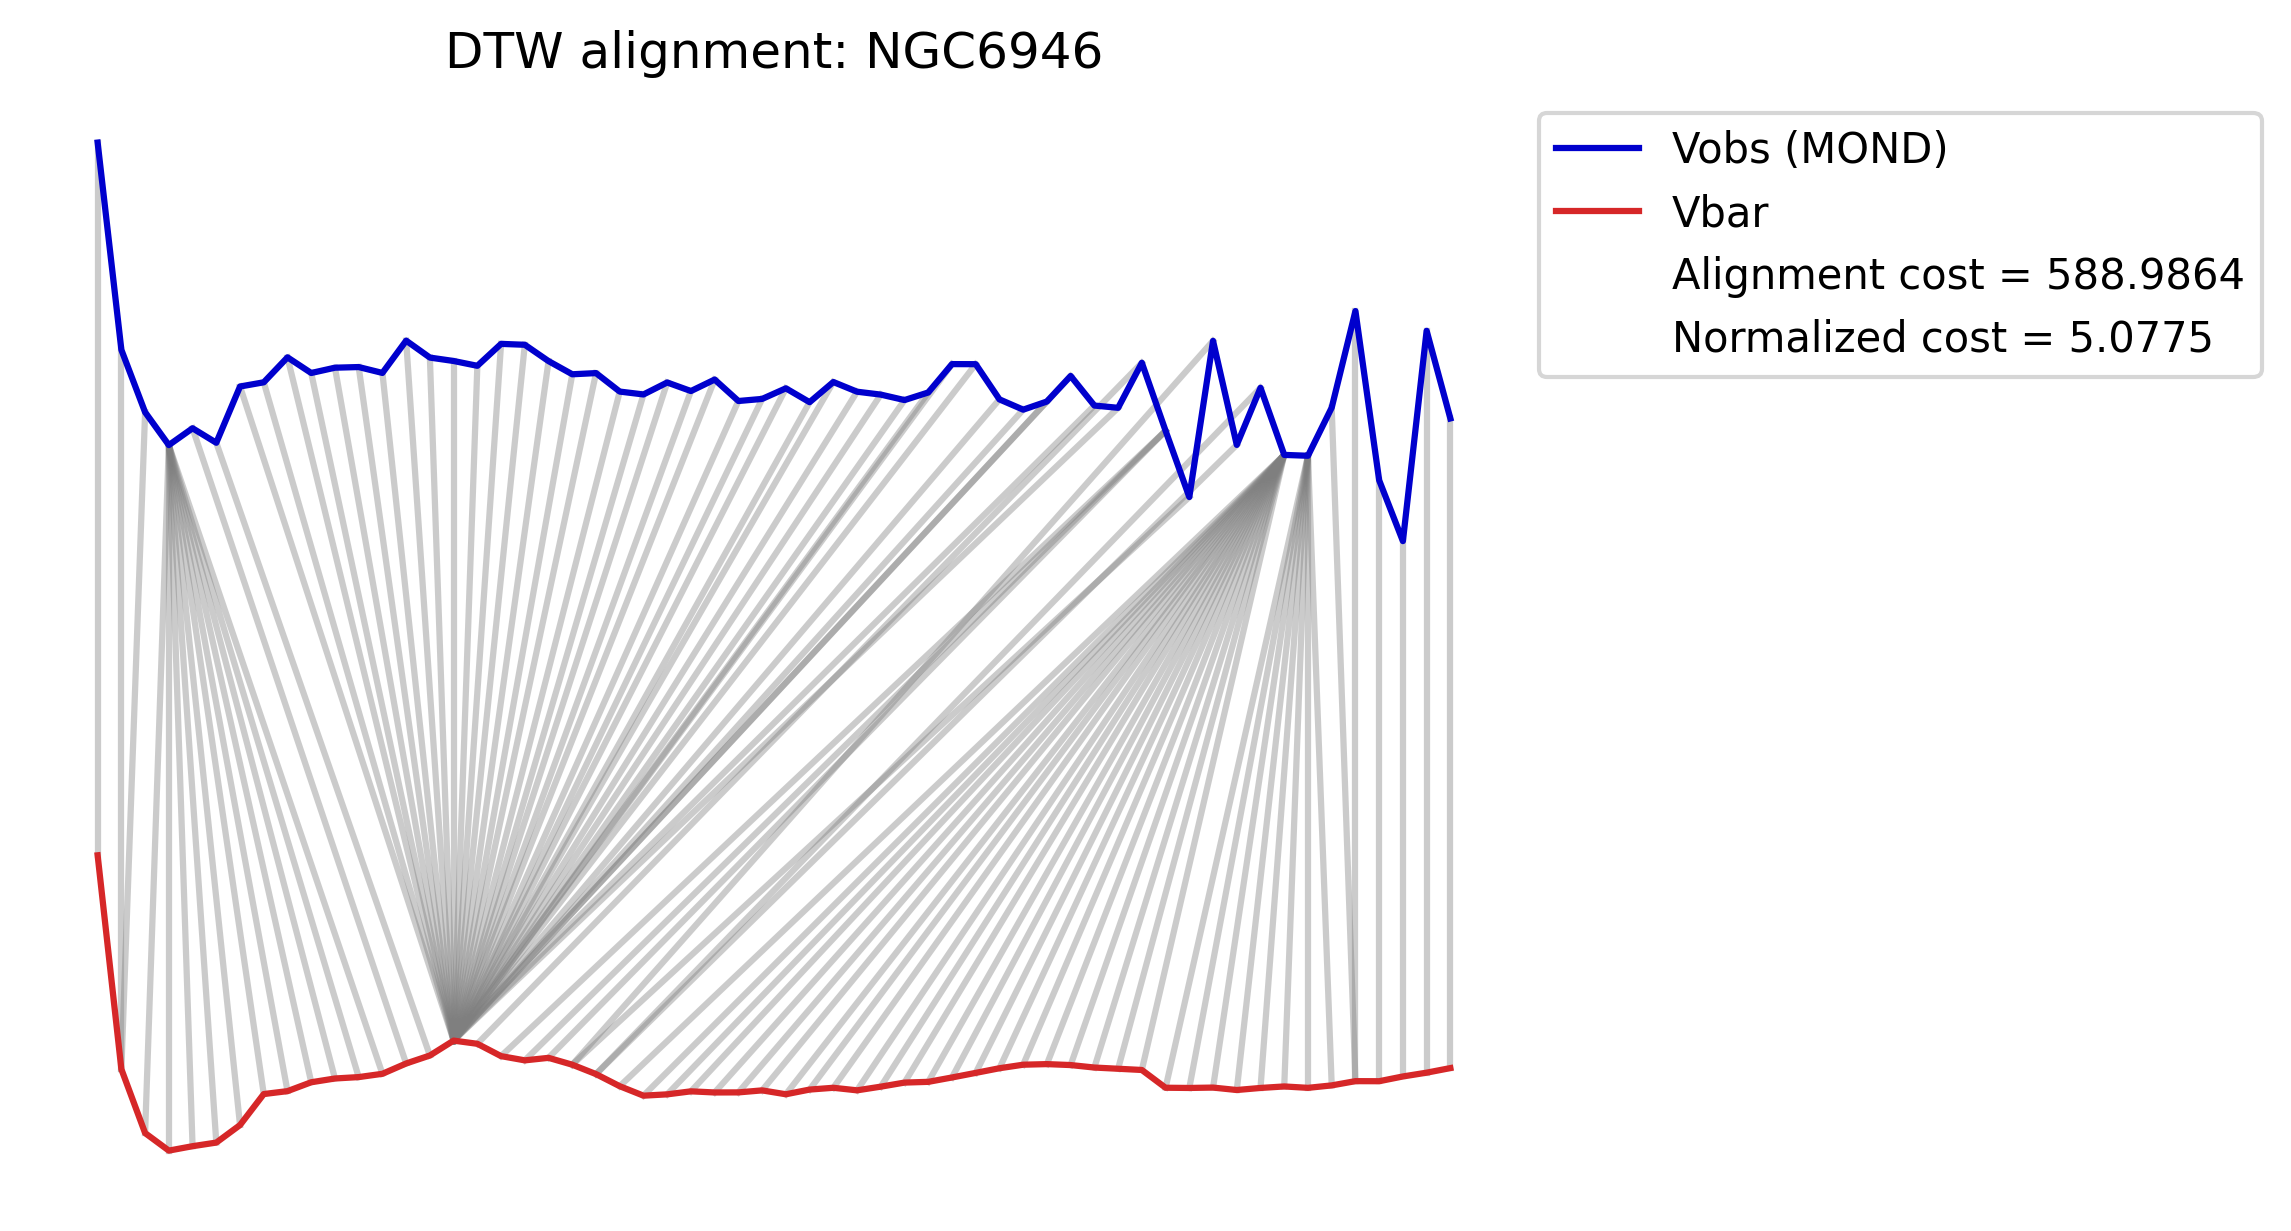 DTW alignment: NGC6946
Vobs (MOND)
Vbar
Alignment cost = 588.9864
Normalized cost = 5.0775